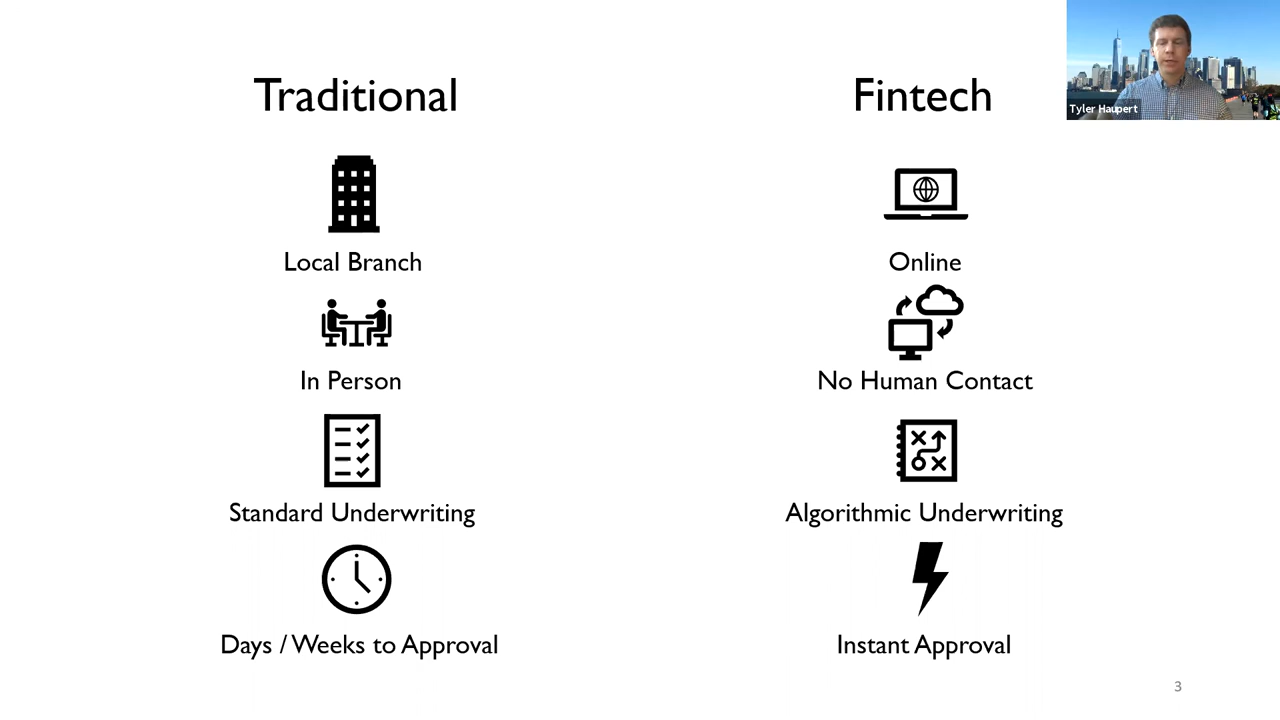 Traditional
Fintech
Tyler Haupert
Local Branch
Online
In Person
No Human Contact
Standard Underwriting
Algorithmic Underwriting
Days / Weeks to Approval
Instant Approval
3